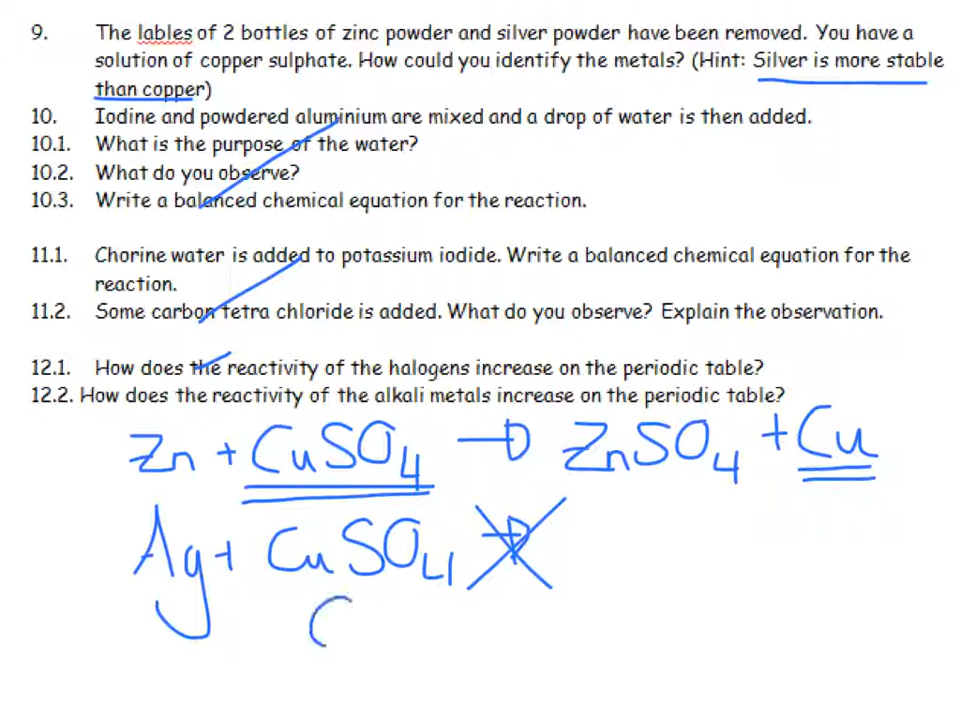 9. The lables of 2 bottles of zinc powder and silver powder have been removed. You have a
solution of copper sulphate. How could you identify the metals? (Hint: Silver is more stable
than copper)
10. Iodine and powdered aluminium are mixed and a drop of water is then added.
10.1. What is the purpose of the water?
10.2. What do you observe?
10.3. Write a balanced chemical equation for the reaction.
11.1. Chorine water is added to potassium iodide. Write a balanced chemical equation for the
reaction.
11.2. Some carbon tetra chloride is added. What do you observe? Explain the observation.
12.1. How does the reactivity of the halogens increase on the periodic table?
12.2. How does the reactivity of the alkali metals increase on the periodic table?
Zn + CuSO4 → ZnSO4 + Cu
Ag + CuSO4 →
C